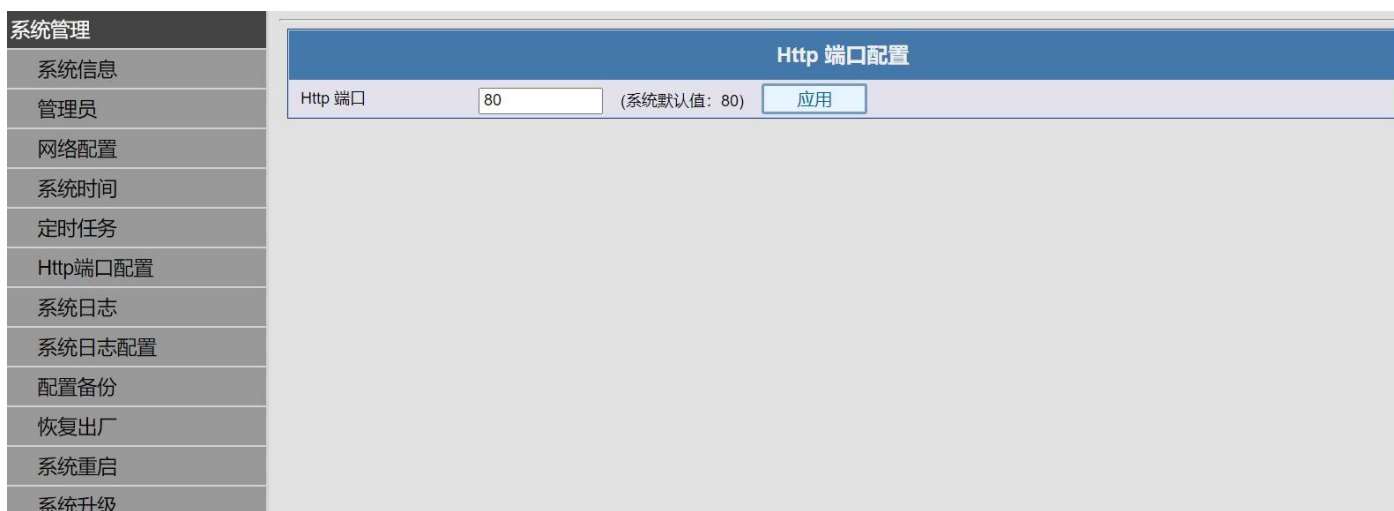 系统管理
系统信息
管理员
网络配置
系统时间
定时任务
Http端口配置
系统日志
系统日志配置
配置备份
恢复出厂
系统重启
系统升级
Http 端口配置
Http 端口 80 (系统默认值：80) 应用